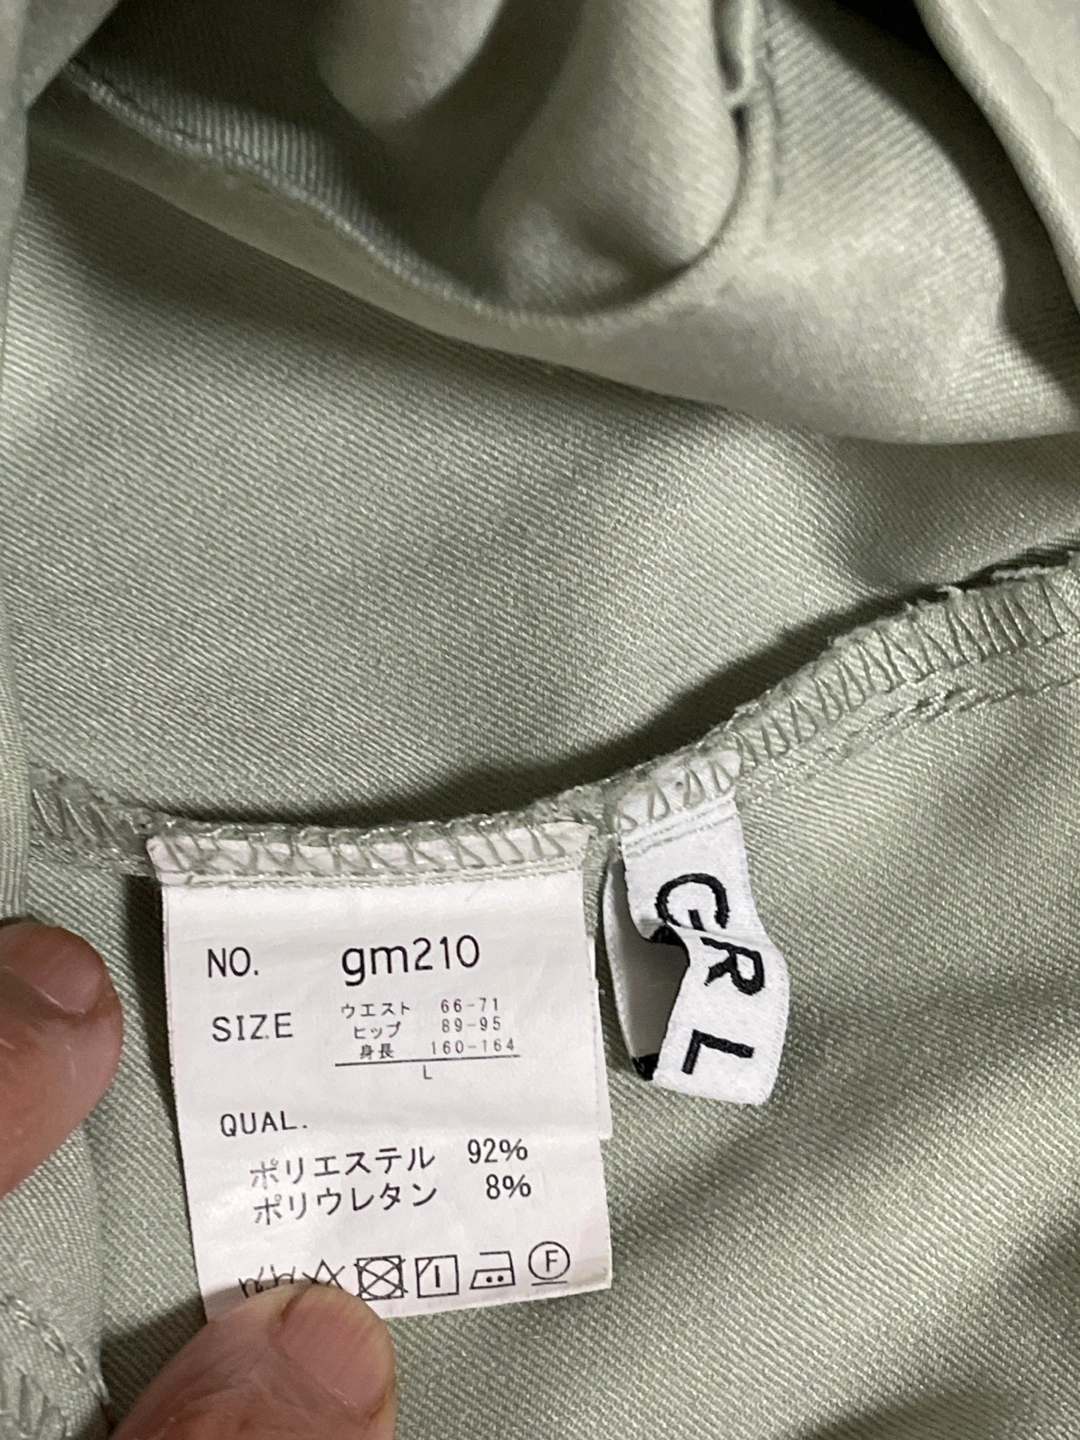 NO. gm210
SIZE ウエスト 66-71
ヒップ 89-95
身長 160-164
L
QUAL.
ポリエステル 92%
ポリウレタン 8%
F
GRL